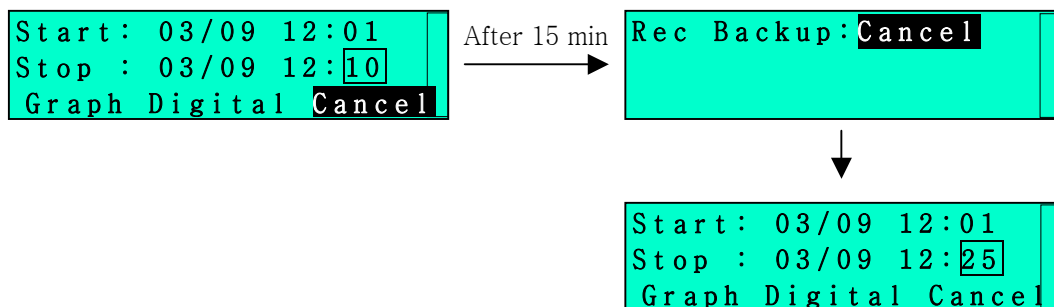 Start: 03/09 12:01
Stop : 03/09 12:10
Graph Digital Cancel
After 15 min
Rec Backup:Cancel
Start: 03/09 12:01
Stop : 03/09 12:25
Graph Digital Cancel